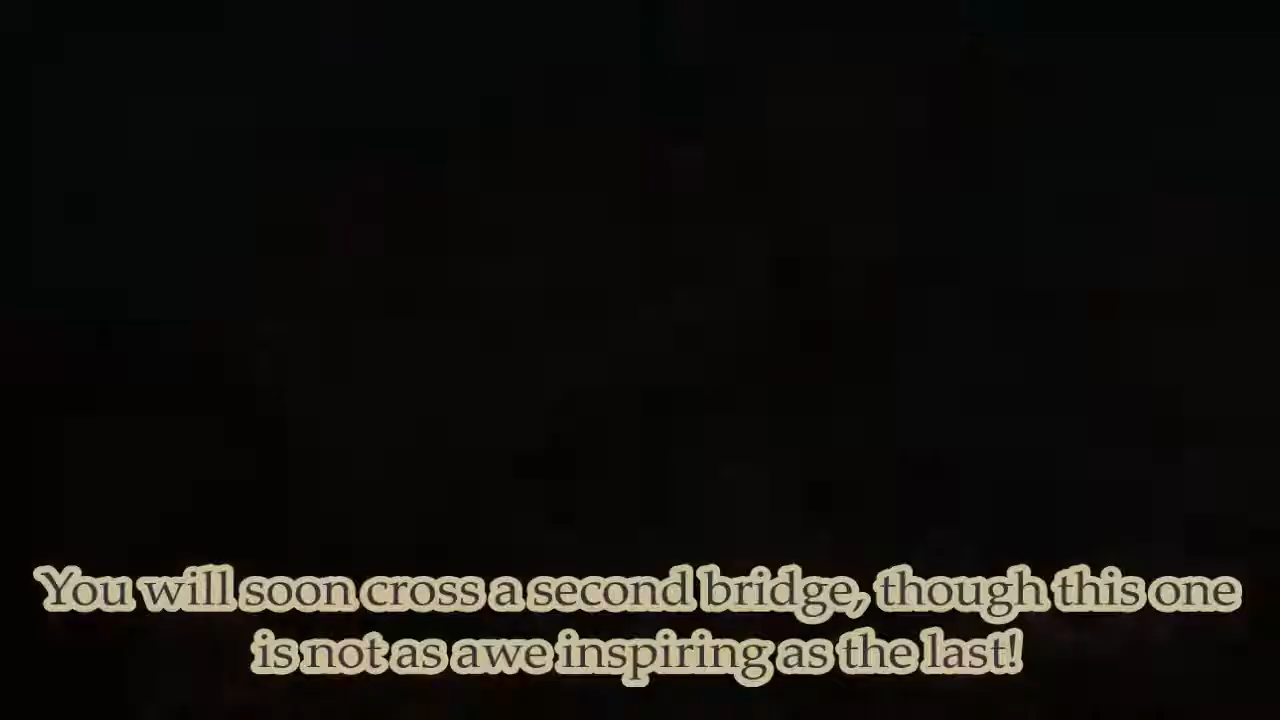 You will soon cross a second bridge, though this one
is not as awe inspiring as the last!